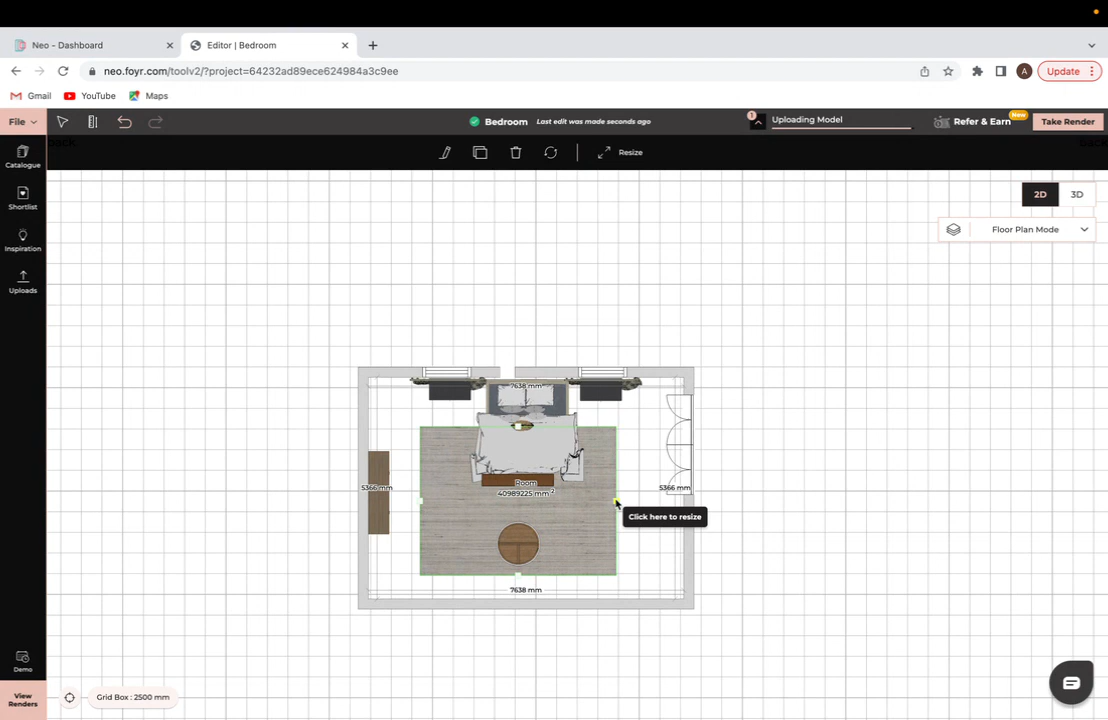 Neo - Dashboard
Editor | Bedroom
neo.foyr.com/toolv2/?project=64232ad89ece624984a3c9ee
A
Update
Gmail
YouTube
Maps
File
Bedroom
Last edit was made seconds ago
1
Uploading Model
Refer & Earn
New
Take Render
Catalogue
Resize
2D
3D
Shortlist
Floor Plan Mode
Inspiration
Uploads
7638 mm
Room
5366 mm
40989225 mm²
5366 mm
Click here to resize
7638 mm
Demo
View
Renders
Grid Box : 2500 mm